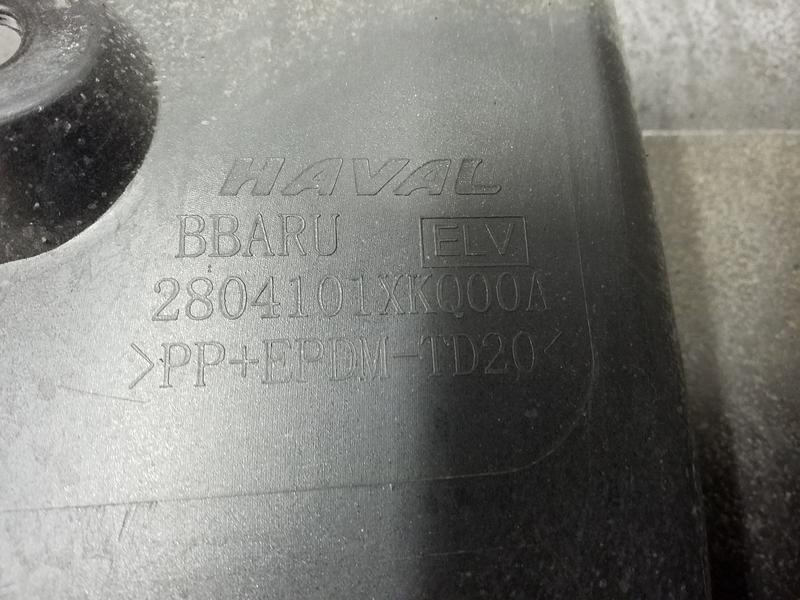 HAVAL
BBARU ELV
2804101XKQ00A
>PP+EPDM-TD20<